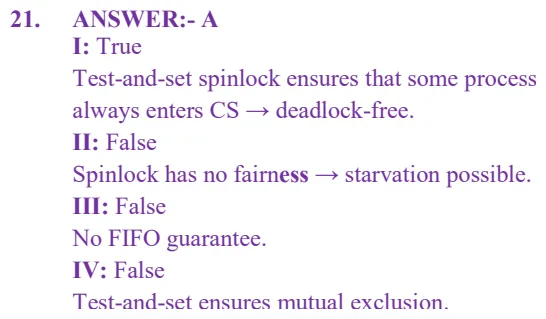 21. ANSWER:- A
I: True
Test-and-set spinlock ensures that some process
always enters CS → deadlock-free.
II: False
Spinlock has no fairness → starvation possible.
III: False
No FIFO guarantee.
IV: False
Test-and-set ensures mutual exclusion.